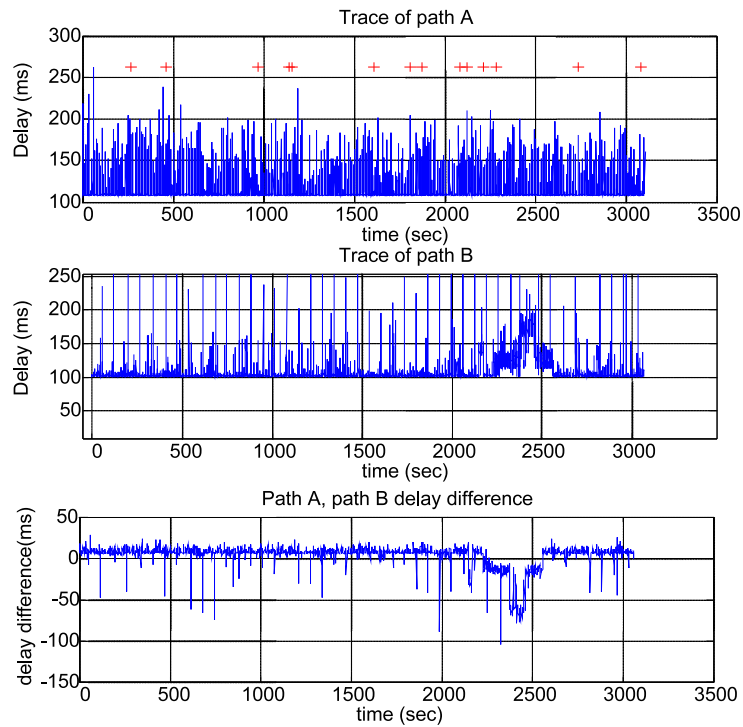 Trace of path A
300
250
200
150
100
Delay (ms)
0 500 1000 1500 2000 2500 3000 3500
time (sec)
Trace of path B
250
200
150
100
50
Delay (ms)
0 500 1000 1500 2000 2500 3000
time (sec)
Path A, path B delay difference
50
0
-50
-100
-150
delay difference(ms)
0 500 1000 1500 2000 2500 3000 3500
time (sec)